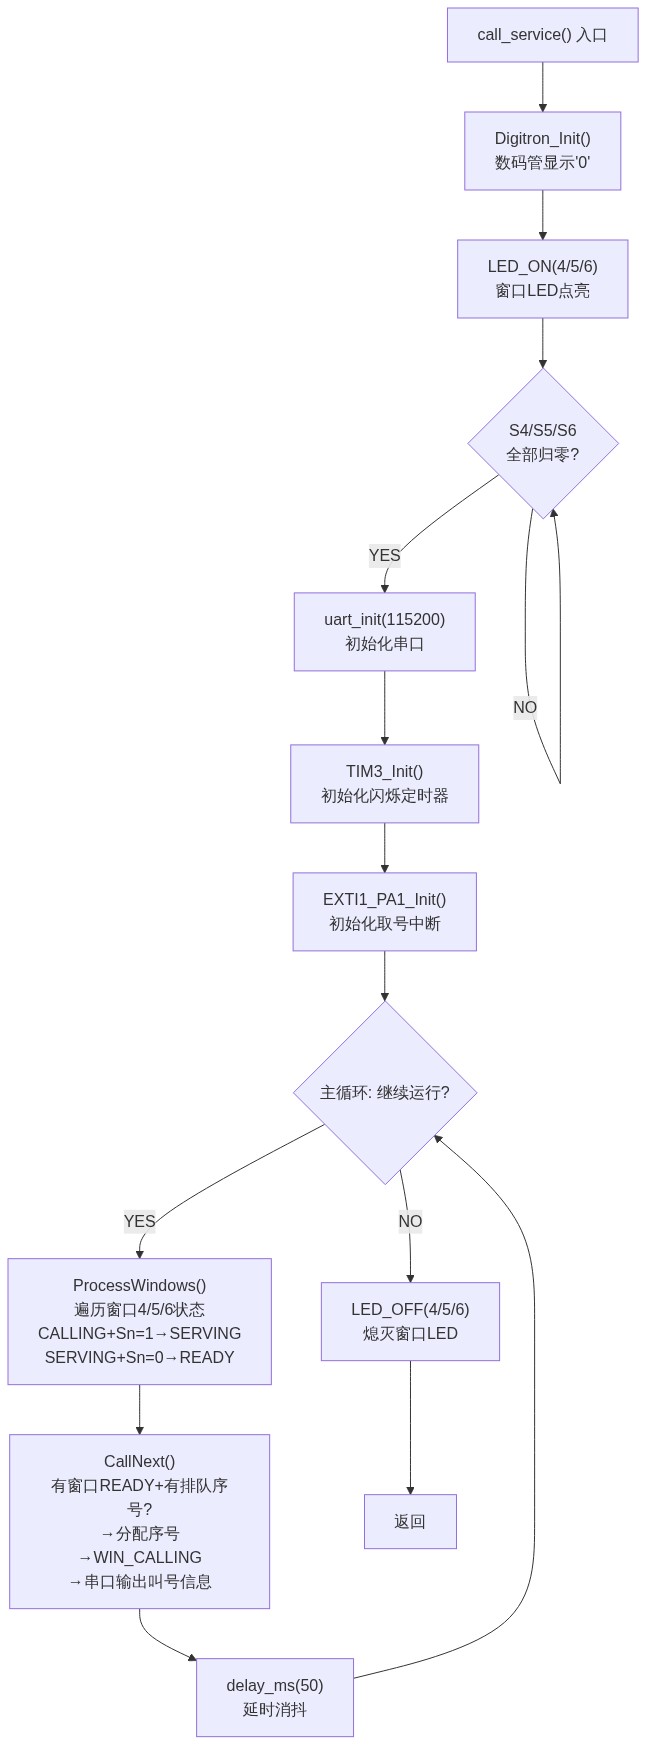 call_service() 入口
Digitron_Init()
数码管显示'0'
LED_ON(4/5/6)
窗口LED点亮
S4/S5/S6
全部归零?
YES
uart_init(115200)
初始化串口
NO
TIM3_Init()
初始化闪烁定时器
EXTI1_PA1_Init()
初始化取号中断
主循环: 继续运行?
YES
NO
ProcessWindows()
遍历窗口4/5/6状态
CALLING+Sn=1→SERVING
SERVING+Sn=0→READY
LED_OFF(4/5/6)
熄灭窗口LED
CallNext()
有窗口READY+有排队序
号?
→分配序号
→WIN_CALLING
→串口输出叫号信息
返回
delay_ms(50)
延时消抖